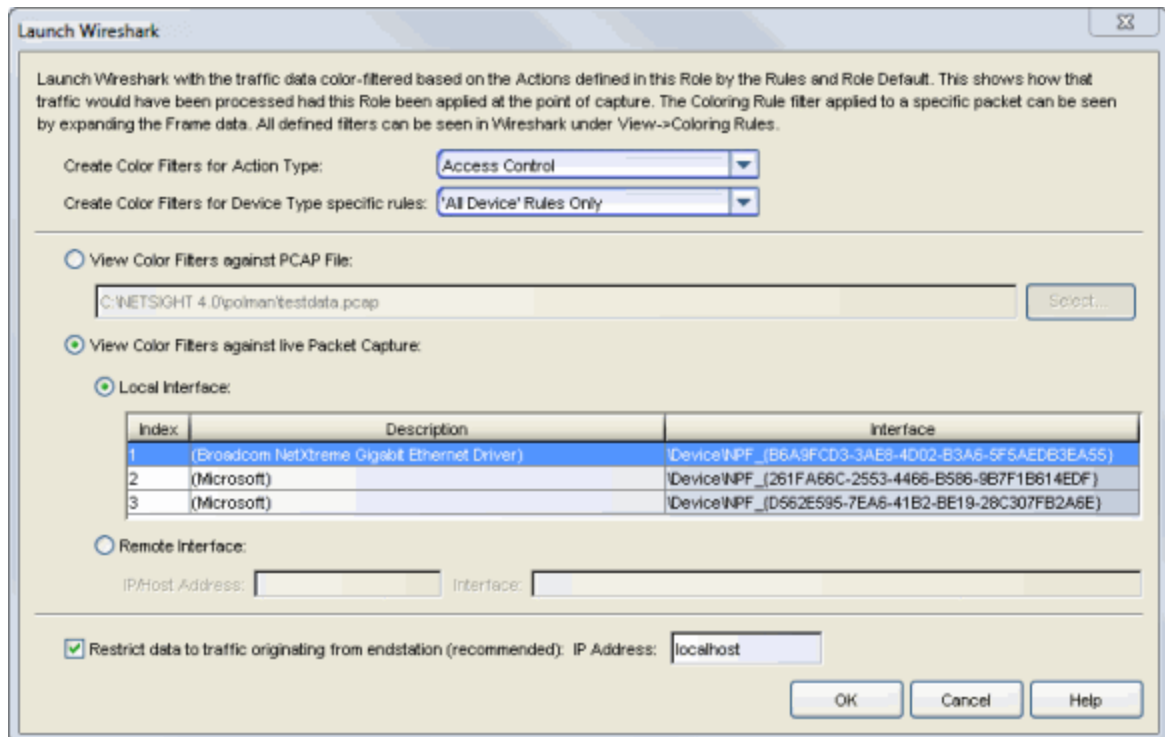 Launch Wireshark
Launch Wireshark with the traffic data color-filtered based on the Actions defined in this Role by the Rules and Role Default. This shows how that
traffic would have been processed had this Role been applied at the point of capture. The Coloring Rule filter applied to a specific packet can be seen
by expanding the Frame data. All defined filters can be seen in Wireshark under View->Coloring Rules.
Create Color Filters for Action Type: Access Control
Create Color Filters for Device Type specific rules: 'All Device' Rules Only
View Color Filters against PCAP File:
C:\NETSIGHT 4.0\polman\testdata.pcap Select...
View Color Filters against live Packet Capture:
Local Interface:
Index Description Interface
1 (Broadcom NetXtreme Gigabit Ethernet Driver) \Device\NPF_{B6A9FCD3-3AE8-4D02-B3A6-5F5AEDB3EA55}
2 (Microsoft) \Device\NPF_{261FA66C-2553-4466-B586-9B7F1B614EDF}
3 (Microsoft) \Device\NPF_{D562E595-7EA6-41B2-BE19-28C307FB2A6E}
Remote Interface:
IP/Host Address: Interface:
Restrict data to traffic originating from endstation (recommended): IP Address: localhost
OK Cancel Help